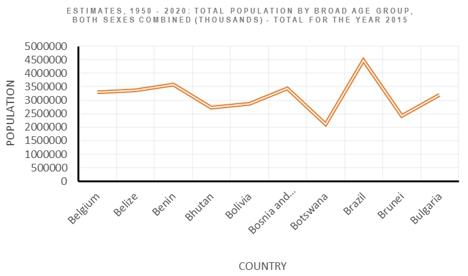 ESTIMATES, 1950 - 2020: TOTAL POPULATION BY BROAD AGE GROUP,
BOTH SEXES COMBINED (THOUSANDS) - TOTAL FOR THE YEAR 2015
POPULATION
5000000
4500000
4000000
3500000
3000000
2500000
2000000
1500000
1000000
500000
0
Belgium
Belize
Benin
Bhutan
Bolivia
Bosnia and...
Botswana
Brazil
Brunei
Bulgaria
COUNTRY